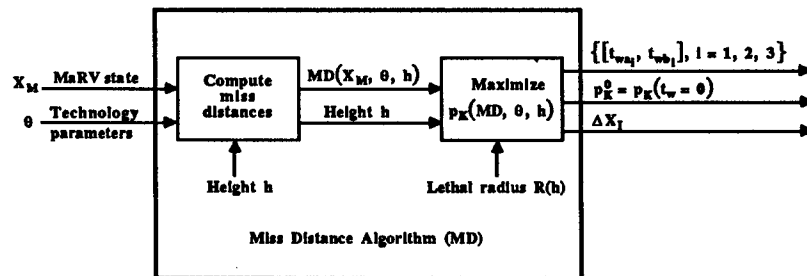 X_M MaRV state
θ Technology parameters
Compute miss distances
Height h
MD(X_M, θ, h)
Height h
Maximize p_K(MD, θ, h)
Lethal radius R(h)
{[t_wa_i, t_wb_i], i = 1, 2, 3}
p_K^0 = p_K(t_w = 0)
ΔX_I
Miss Distance Algorithm (MD)